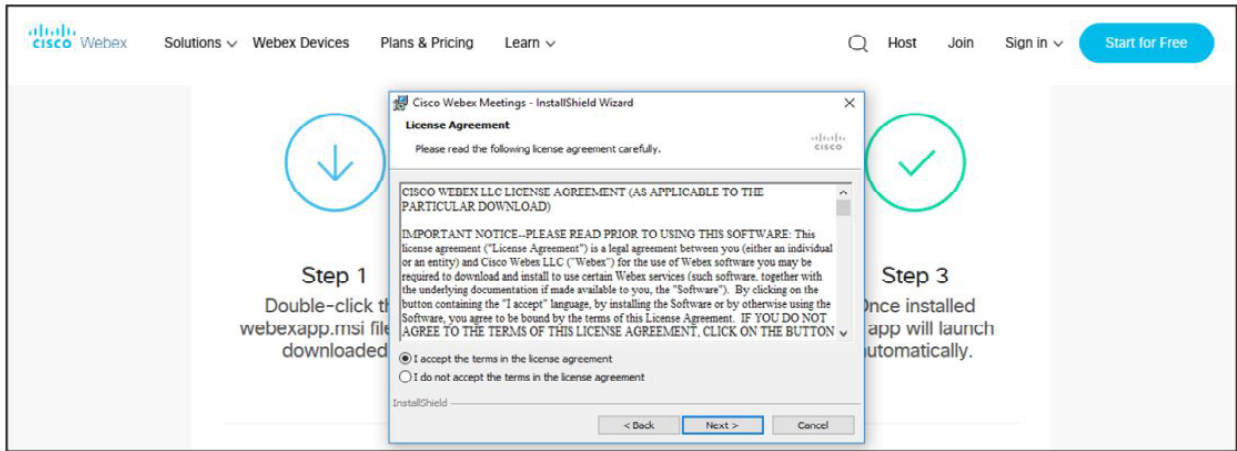 CISCO Webex Solutions Webex Devices Plans & Pricing Learn Host Join Sign in Start for Free
Cisco Webex Meetings - InstallShield Wizard
License Agreement
Please read the following license agreement carefully.
CISCO
CISCO WEBEX LLC LICENSE AGREEMENT (AS APPLICABLE TO THE
PARTICULAR DOWNLOAD)
IMPORTANT NOTICE--PLEASE READ PRIOR TO USING THIS SOFTWARE: This
license agreement ("License Agreement") is a legal agreement between you (either an individual
or an entity) and Cisco Webex LLC ("Webex") for the use of Webex software you may be
required to download and install to use certain Webex services (such software, together with
the underlying documentation if made available to you, the "Software"). By clicking on the
button containing the "I accept" language, by installing the Software or by otherwise using the
Software, you agree to be bound by the terms of this License Agreement. IF YOU DO NOT
AGREE TO THE TERMS OF THIS LICENSE AGREEMENT, CLICK ON THE BUTTON
I accept the terms in the license agreement
I do not accept the terms in the license agreement
InstallShield
< Back Next > Cancel
Step 1
Double-click
webexapp.msi
downloaded
Step 3
installed
app will launch
automatically.